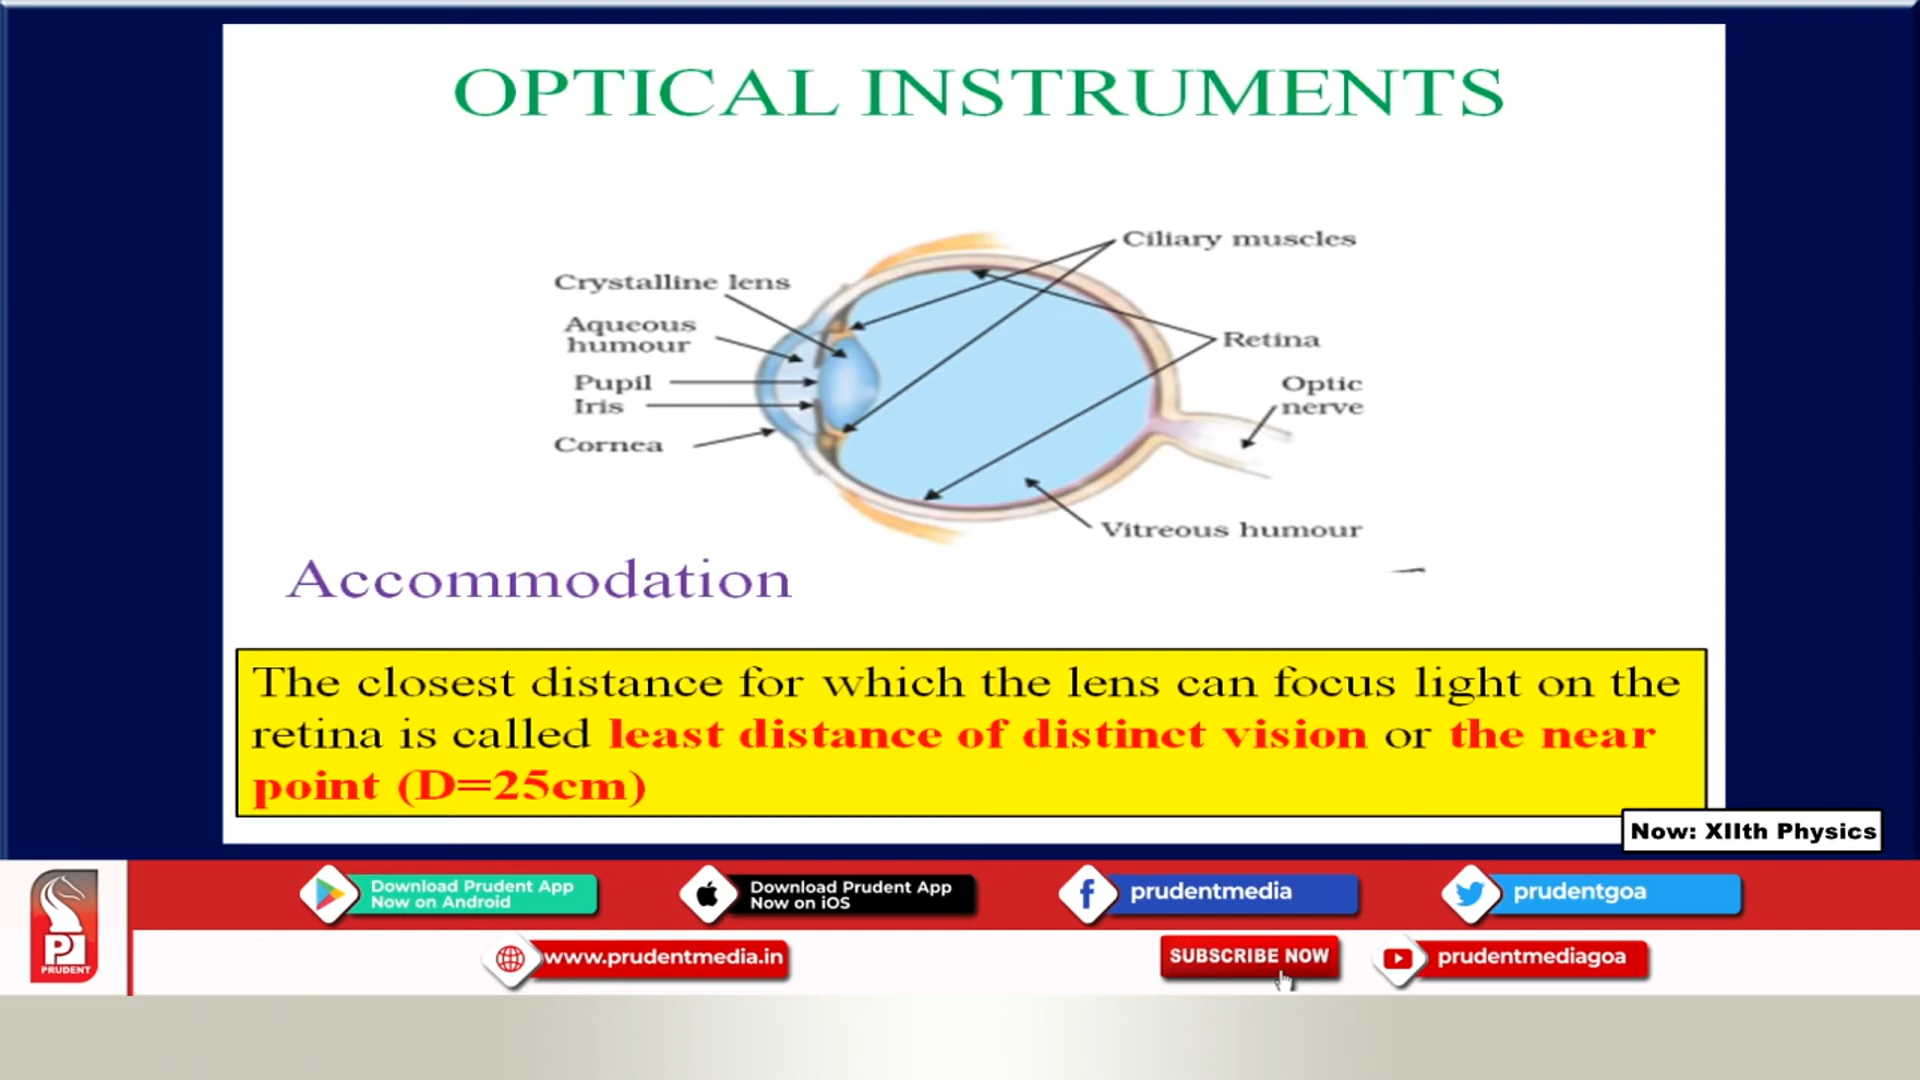 OPTICAL INSTRUMENTS
Ciliary muscles
Crystalline lens
Aqueous
humour
Retina
Pupil
Optic
Iris
nerve
Cornea
Vitreous humour
Accommodation
The closest distance for which the lens can focus light on the
retina is called least distance of distinct vision or the near
point (D=25cm)
Now: XIIth Physics
Download Prudent App
Now on Android
Download Prudent App
Now on iOS
prudentmedia
prudentgoa
PRUDENT
www.prudentmedia.in
SUBSCRIBE NOW
prudentmediagoa